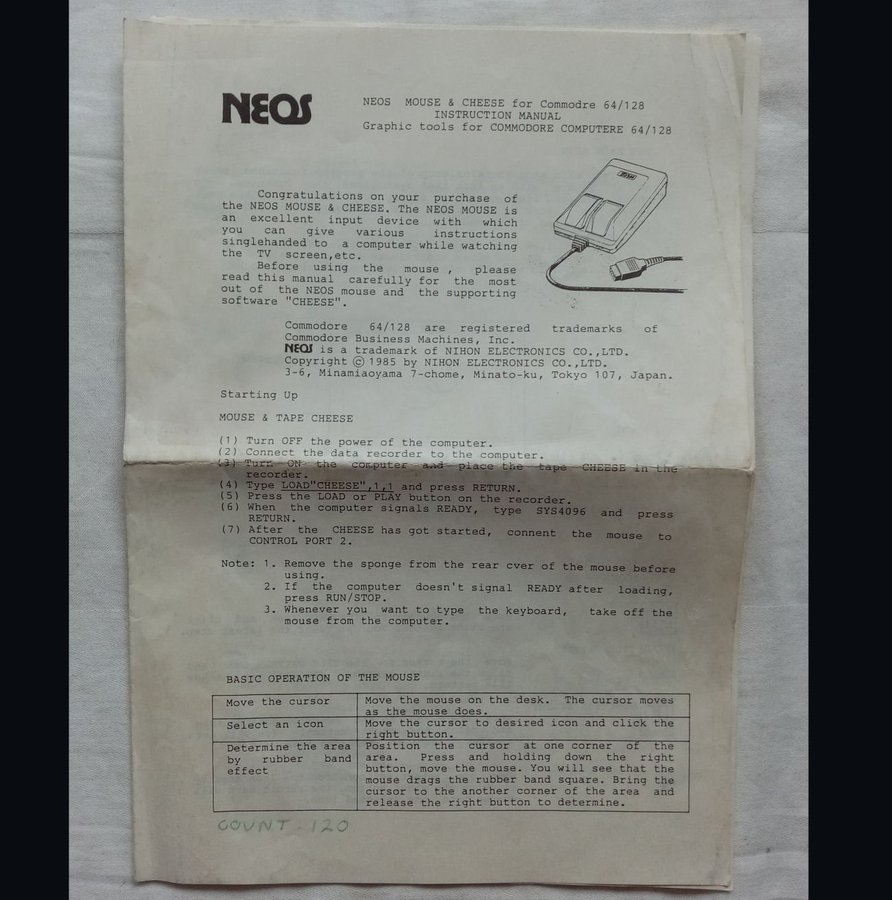 NEOS
NEOS MOUSE & CHEESE for Commodre 64/128
INSTRUCTION MANUAL
Graphic tools for COMMODORE COMPUTERE 64/128
Congratulations on your purchase of
the NEOS MOUSE & CHEESE. The NEOS MOUSE is
an excellent input device with which
you can give various instructions
singlehanded to a computer while watching
the TV screen,etc.
Before using the mouse , please
read this manual carefully for the most
out of the NEOS mouse and the supporting
software "CHEESE".
Commodore 64/128 are registered trademarks of
Commodore Business Machines, Inc.
NEOS is a trademark of NIHON ELECTRONICS CO.,LTD.
Copyright © 1985 by NIHON ELECTRONICS CO.,LTD.
3-6, Minamiaoyama 7-chome, Minato-ku, Tokyo 107, Japan.
Starting Up
MOUSE & TAPE CHEESE
(1) Turn OFF the power of the computer.
(2) Connect the data recorder to the computer.
(3) Turn ON the computer and place the tape CHEESE in the
recorder.
(4) Type LOAD"CHEESE",1,1 and press RETURN.
(5) Press the LOAD or PLAY button on the recorder.
(6) When the computer signals READY, type SYS4096 and press
RETURN.
(7) After the CHEESE has got started, connent the mouse to
CONTROL PORT 2.
Note: 1. Remove the sponge from the rear cver of the mouse before
using.
2. If the computer doesn't signal READY after loading,
press RUN/STOP.
3. Whenever you want to type the keyboard, take off the
mouse from the computer.
BASIC OPERATION OF THE MOUSE
Move the cursor Move the mouse on the desk. The cursor moves
as the mouse does.
Select an icon Move the cursor to desired icon and click the
right button.
Determine the area Position the cursor at one corner of the
by rubber band area. Press and holding down the right
effect button, move the mouse. You will see that the
mouse drags the rubber band square. Bring the
cursor to the another corner of the area and
release the right button to determine.
COUNT 120